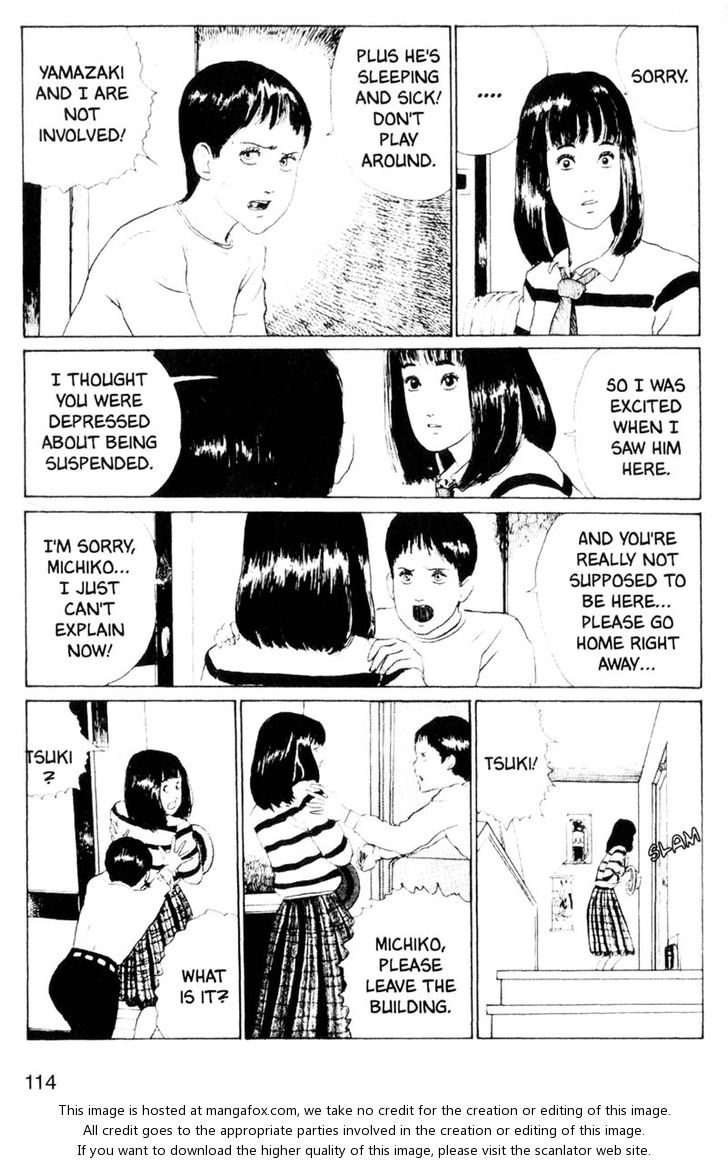 YAMAZAKI
AND I ARE
NOT
INVOLVED!
PLUS HE'S
SLEEPING
AND SICK!
DON'T
PLAY
AROUND.
....
SORRY.
I THOUGHT
YOU WERE
DEPRESSED
ABOUT BEING
SUSPENDED.
SO I WAS
EXCITED
WHEN I
SAW HIM
HERE.
I'M SORRY,
MICHIKO...
I JUST
CAN'T
EXPLAIN
NOW!
AND YOU'RE
REALLY NOT
SUPPOSED TO
BE HERE...
PLEASE GO
HOME RIGHT
AWAY...
TSUKI
?
WHAT
IS IT?
MICHIKO,
PLEASE
LEAVE THE
BUILDING.
TSUKI!
SLAM
114
This image is hosted at mangafox.com, we take no credit for the creation or editing of this image.
All credit goes to the appropriate parties involved in the creation or editing of this image.
If you want to download the higher quality of this image, please visit the scanlator web site.